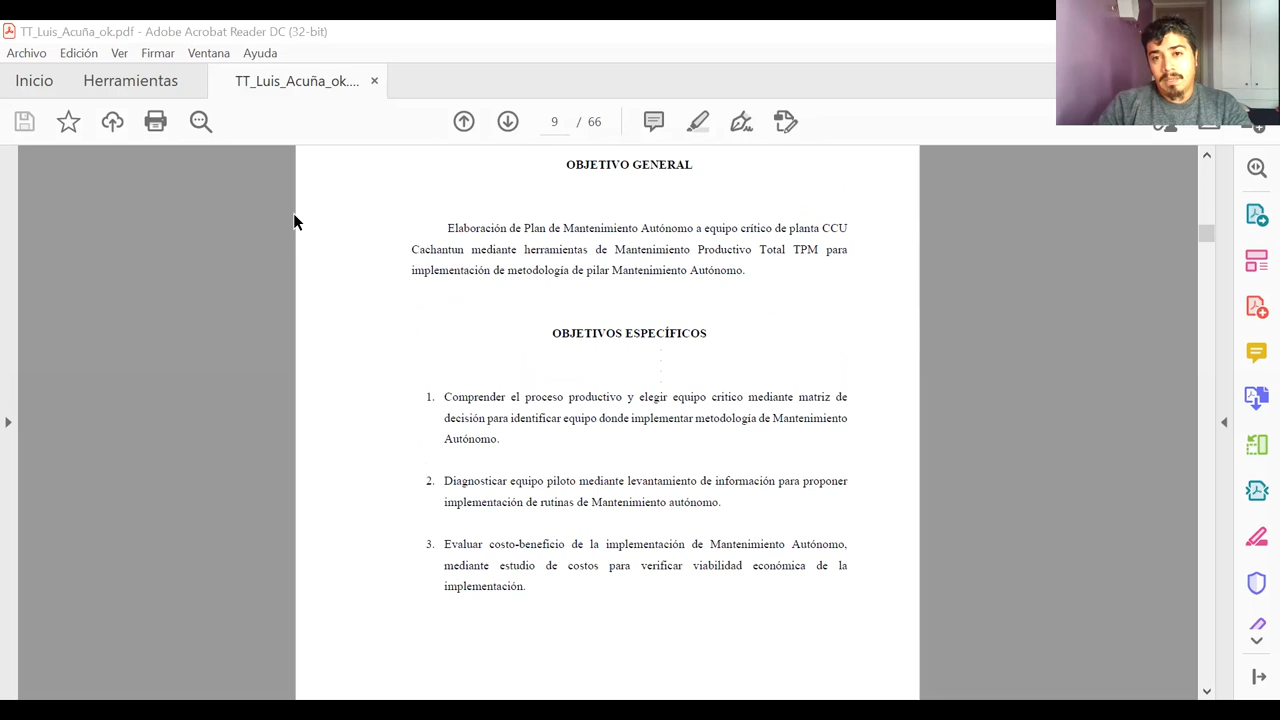 TT_Luis_Acuña_ok.pdf - Adobe Acrobat Reader DC (32-bit)
Archivo Edición Ver Firmar Ventana Ayuda
Inicio Herramientas TT_Luis_Acuña_ok.... ×
9 / 66
OBJETIVO GENERAL
Elaboración de Plan de Mantenimiento Autónomo a equipo crítico de planta CCU
Cachantun mediante herramientas de Mantenimiento Productivo Total TPM para
implementación de metodología de pilar Mantenimiento Autónomo.
OBJETIVOS ESPECÍFICOS
1. Comprender el proceso productivo y elegir equipo critico mediante matriz de
decisión para identificar equipo donde implementar metodología de Mantenimiento
Autónomo.
2. Diagnosticar equipo piloto mediante levantamiento de información para proponer
implementación de rutinas de Mantenimiento autónomo.
3. Evaluar costo-beneficio de la implementación de Mantenimiento Autónomo,
mediante estudio de costos para verificar viabilidad económica de la
implementación.